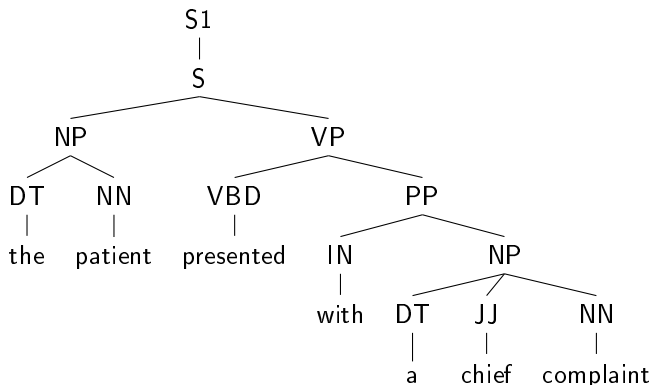 S1
S
NP VP
DT NN VBD PP
the patient presented IN NP
with DT JJ NN
a chief complaint